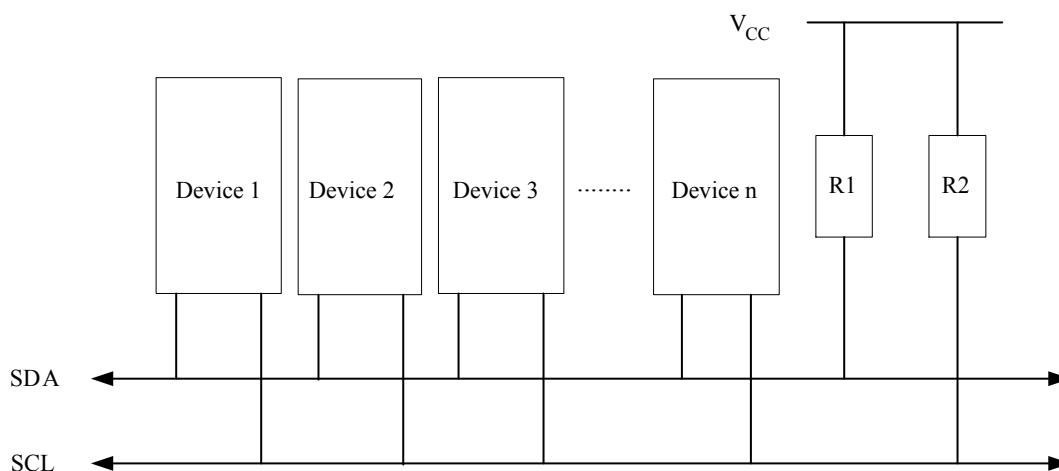 V_CC
Device 1
Device 2
Device 3
........
Device n
R1
R2
SDA
SCL